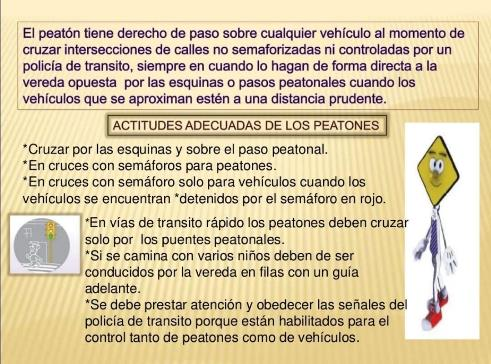 El peatón tiene derecho de paso sobre cualquier vehículo al momento de
cruzar intersecciones de calles no semaforizadas ni controladas por un
policía de transito, siempre en cuando lo hagan de forma directa a la
vereda opuesta  por las esquinas o pasos peatonales cuando los
vehículos que se aproximan estén a una distancia prudente.
ACTITUDES ADECUADAS DE LOS PEATONES
*Cruzar por las esquinas y sobre el paso peatonal.
*En cruces con semáforos para peatones.
*En cruces con semáforo solo para vehículos cuando los
vehículos se encuentran *detenidos por el semáforo en rojo.
*En vías de transito rápido los peatones deben cruzar
solo por  los puentes peatonales.
*Si se camina con varios niños deben de ser
conducidos por la vereda en filas con un guía
adelante.
*Se debe prestar atención y obedecer las señales del
policía de transito porque están habilitados para el
control tanto de peatones como de vehículos.